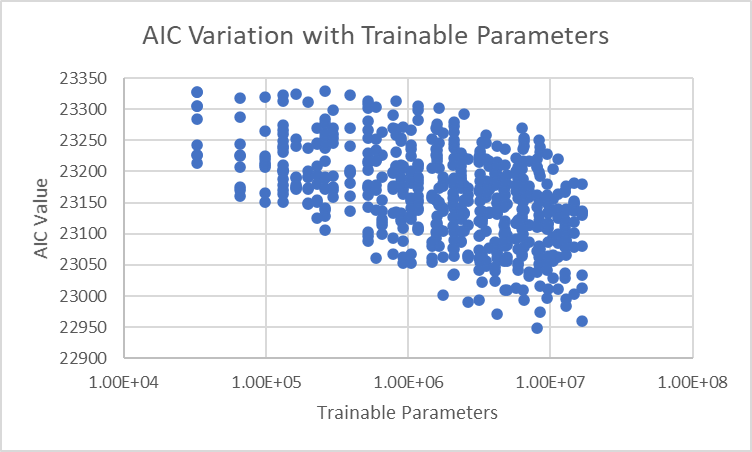 AIC Variation with Trainable Parameters
23350
23300
23250
23200
23150
23100
23050
23000
22950
22900
AIC Value
1.00E+04 1.00E+05 1.00E+06 1.00E+07 1.00E+08
Trainable Parameters